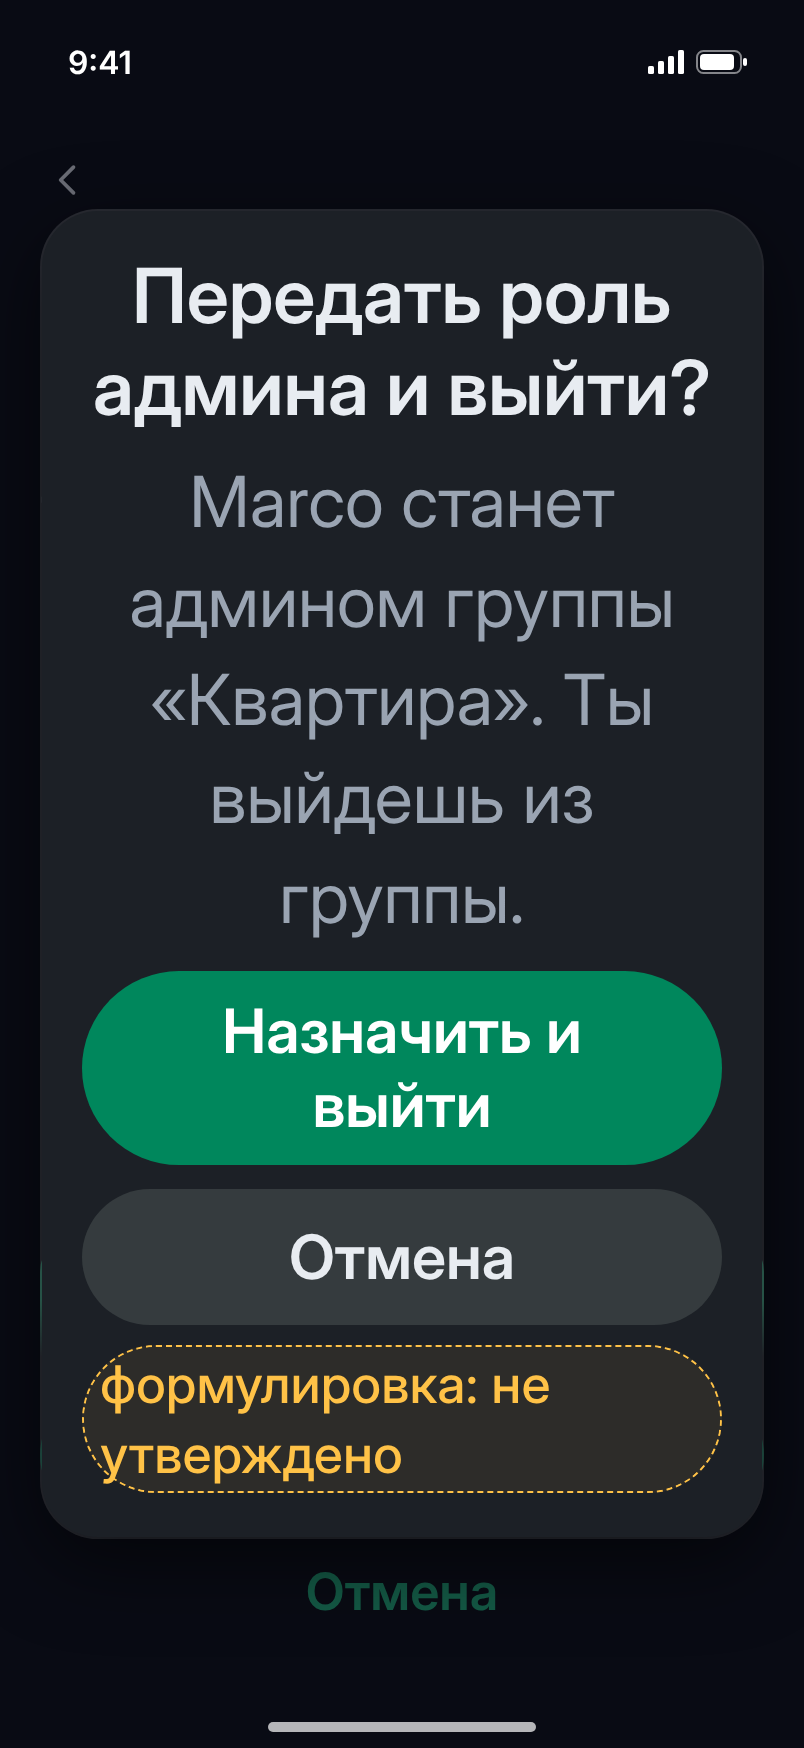 9:41
Передать роль
админа и выйти?
Marco станет
админом группы
«Квартира». Ты
выйдешь из
группы.
Назначить и
выйти
Отмена
формулировка: не
утверждено
Отмена